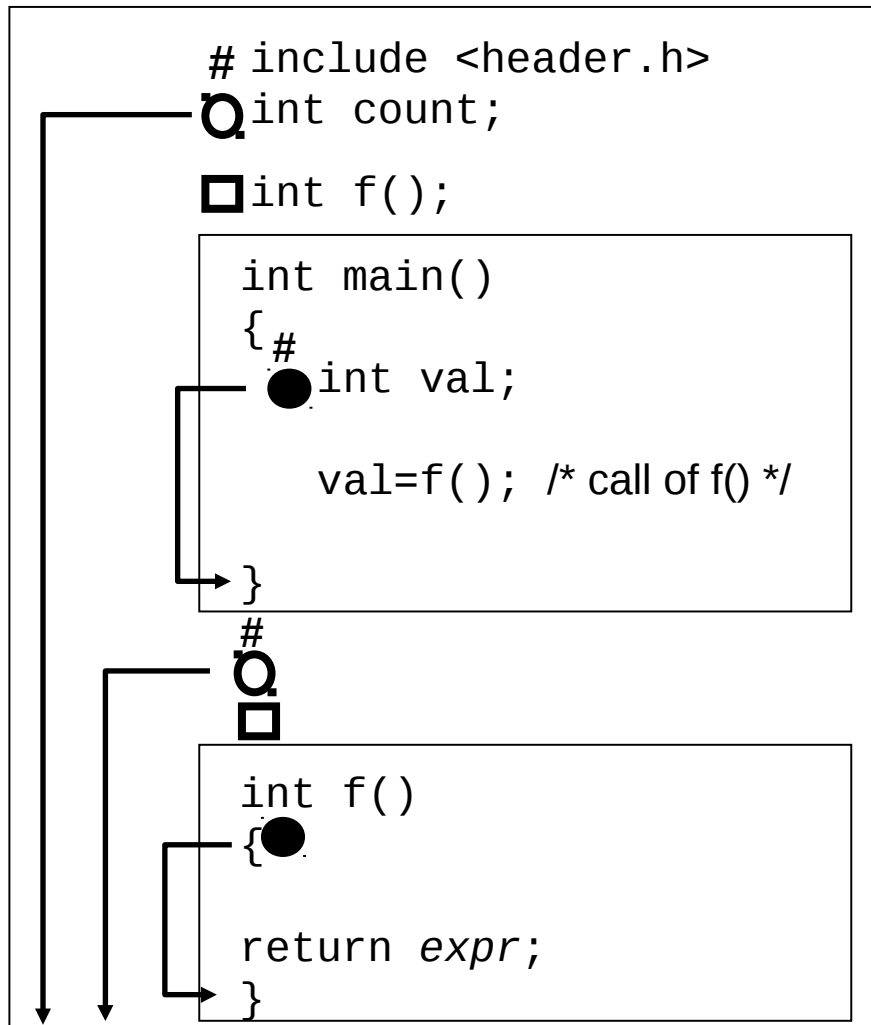 # include <header.h>
int count;
int f();
int main()
{
#
int val;
val=f(); /* call of f() */
}
#
int f()
{
return expr;
}